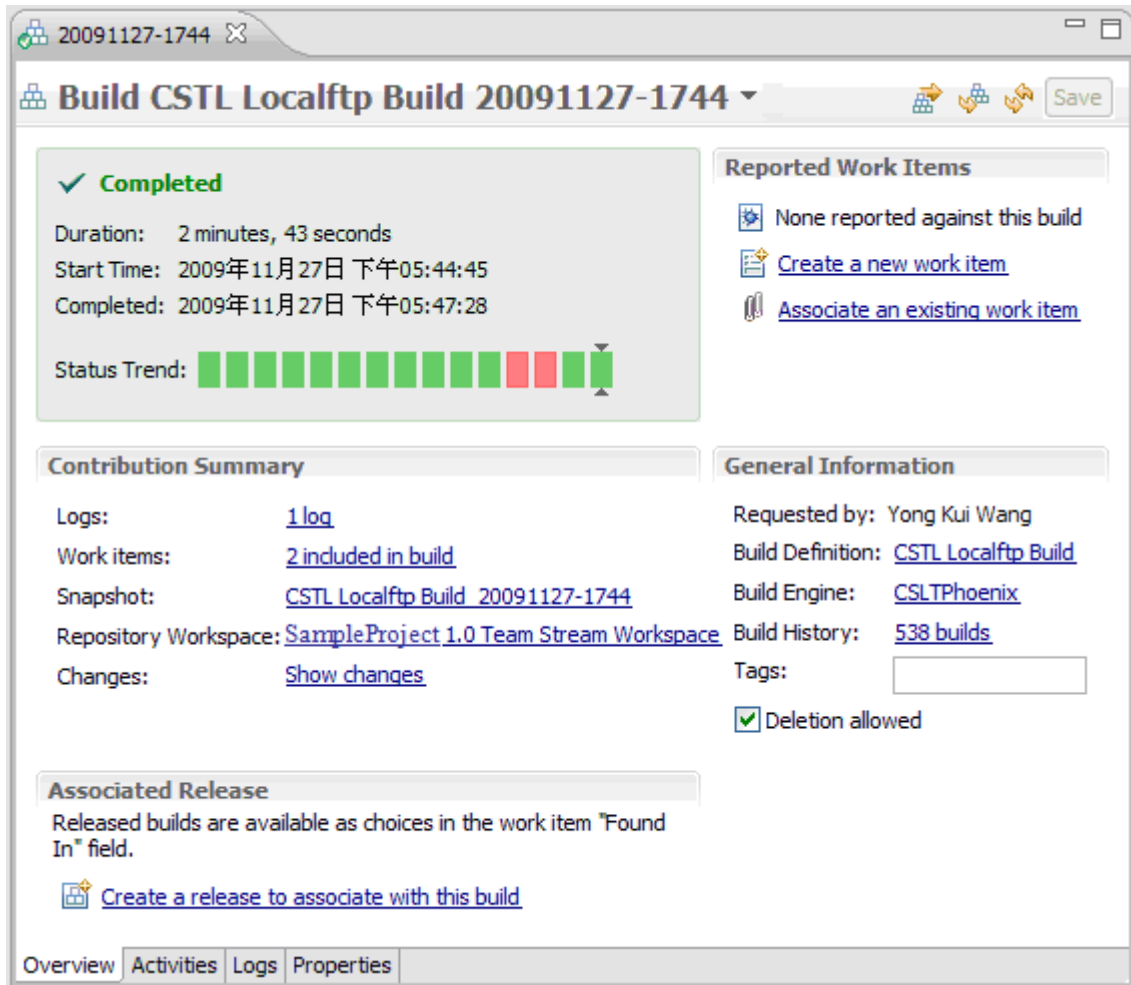 20091127-1744
Build CSTL Localftp Build 20091127-1744
Save
Completed
Duration: 2 minutes, 43 seconds
Start Time: 2009年11月27日 下午05:44:45
Completed: 2009年11月27日 下午05:47:28
Status Trend:
Reported Work Items
None reported against this build
Create a new work item
Associate an existing work item
Contribution Summary
Logs: 1 log
Work items: 2 included in build
Snapshot: CSTL Localftp Build 20091127-1744
Repository Workspace: SampleProject 1.0 Team Stream Workspace
Changes: Show changes
General Information
Requested by: Yong Kui Wang
Build Definition: CSTL Localftp Build
Build Engine: CSLTPhoenix
Build History: 538 builds
Tags:
Deletion allowed
Associated Release
Released builds are available as choices in the work item "Found
In" field.
Create a release to associate with this build
Overview Activities Logs Properties